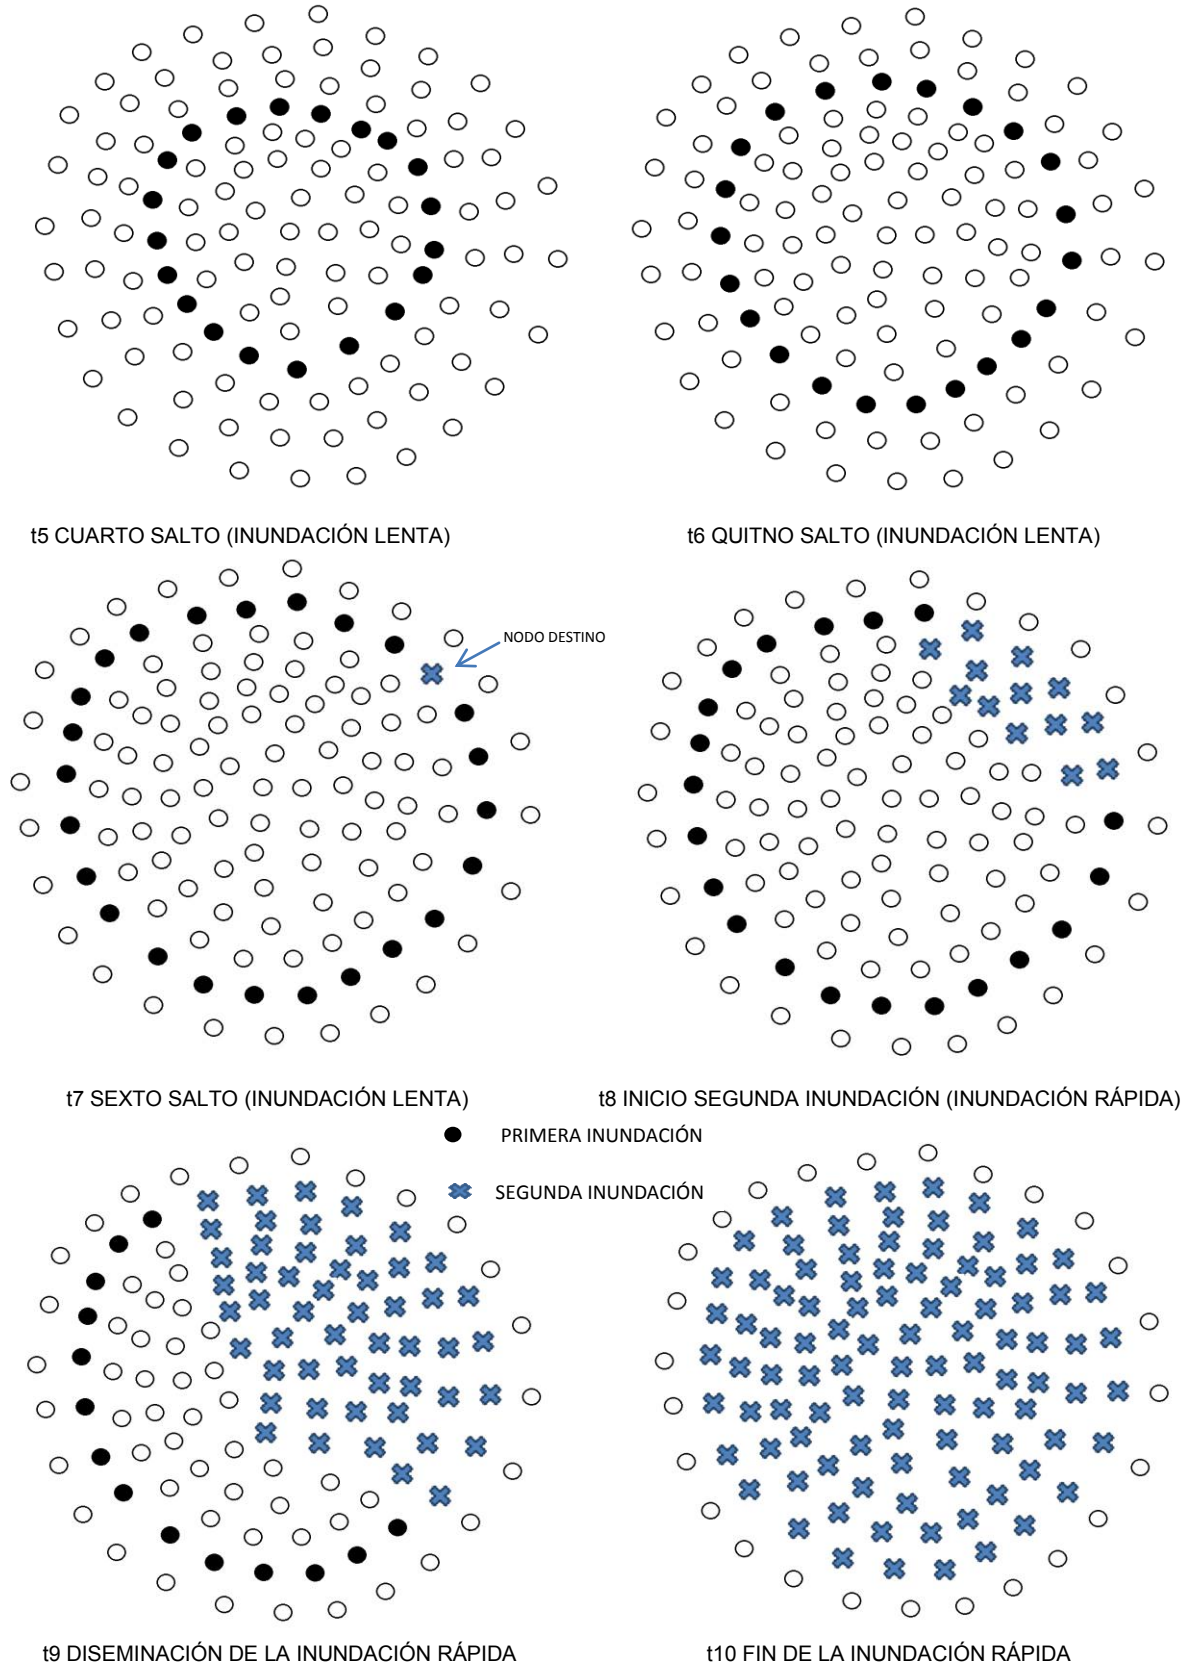 t5 CUARTO SALTO (INUNDACIÓN LENTA)
t6 QUITNO SALTO (INUNDACIÓN LENTA)
NODO DESTINO
t7 SEXTO SALTO (INUNDACIÓN LENTA)
t8 INICIO SEGUNDA INUNDACIÓN (INUNDACIÓN RÁPIDA)
PRIMERA INUNDACIÓN
SEGUNDA INUNDACIÓN
t9 DISEMINACIÓN DE LA INUNDACIÓN RÁPIDA
t10 FIN DE LA INUNDACIÓN RÁPIDA